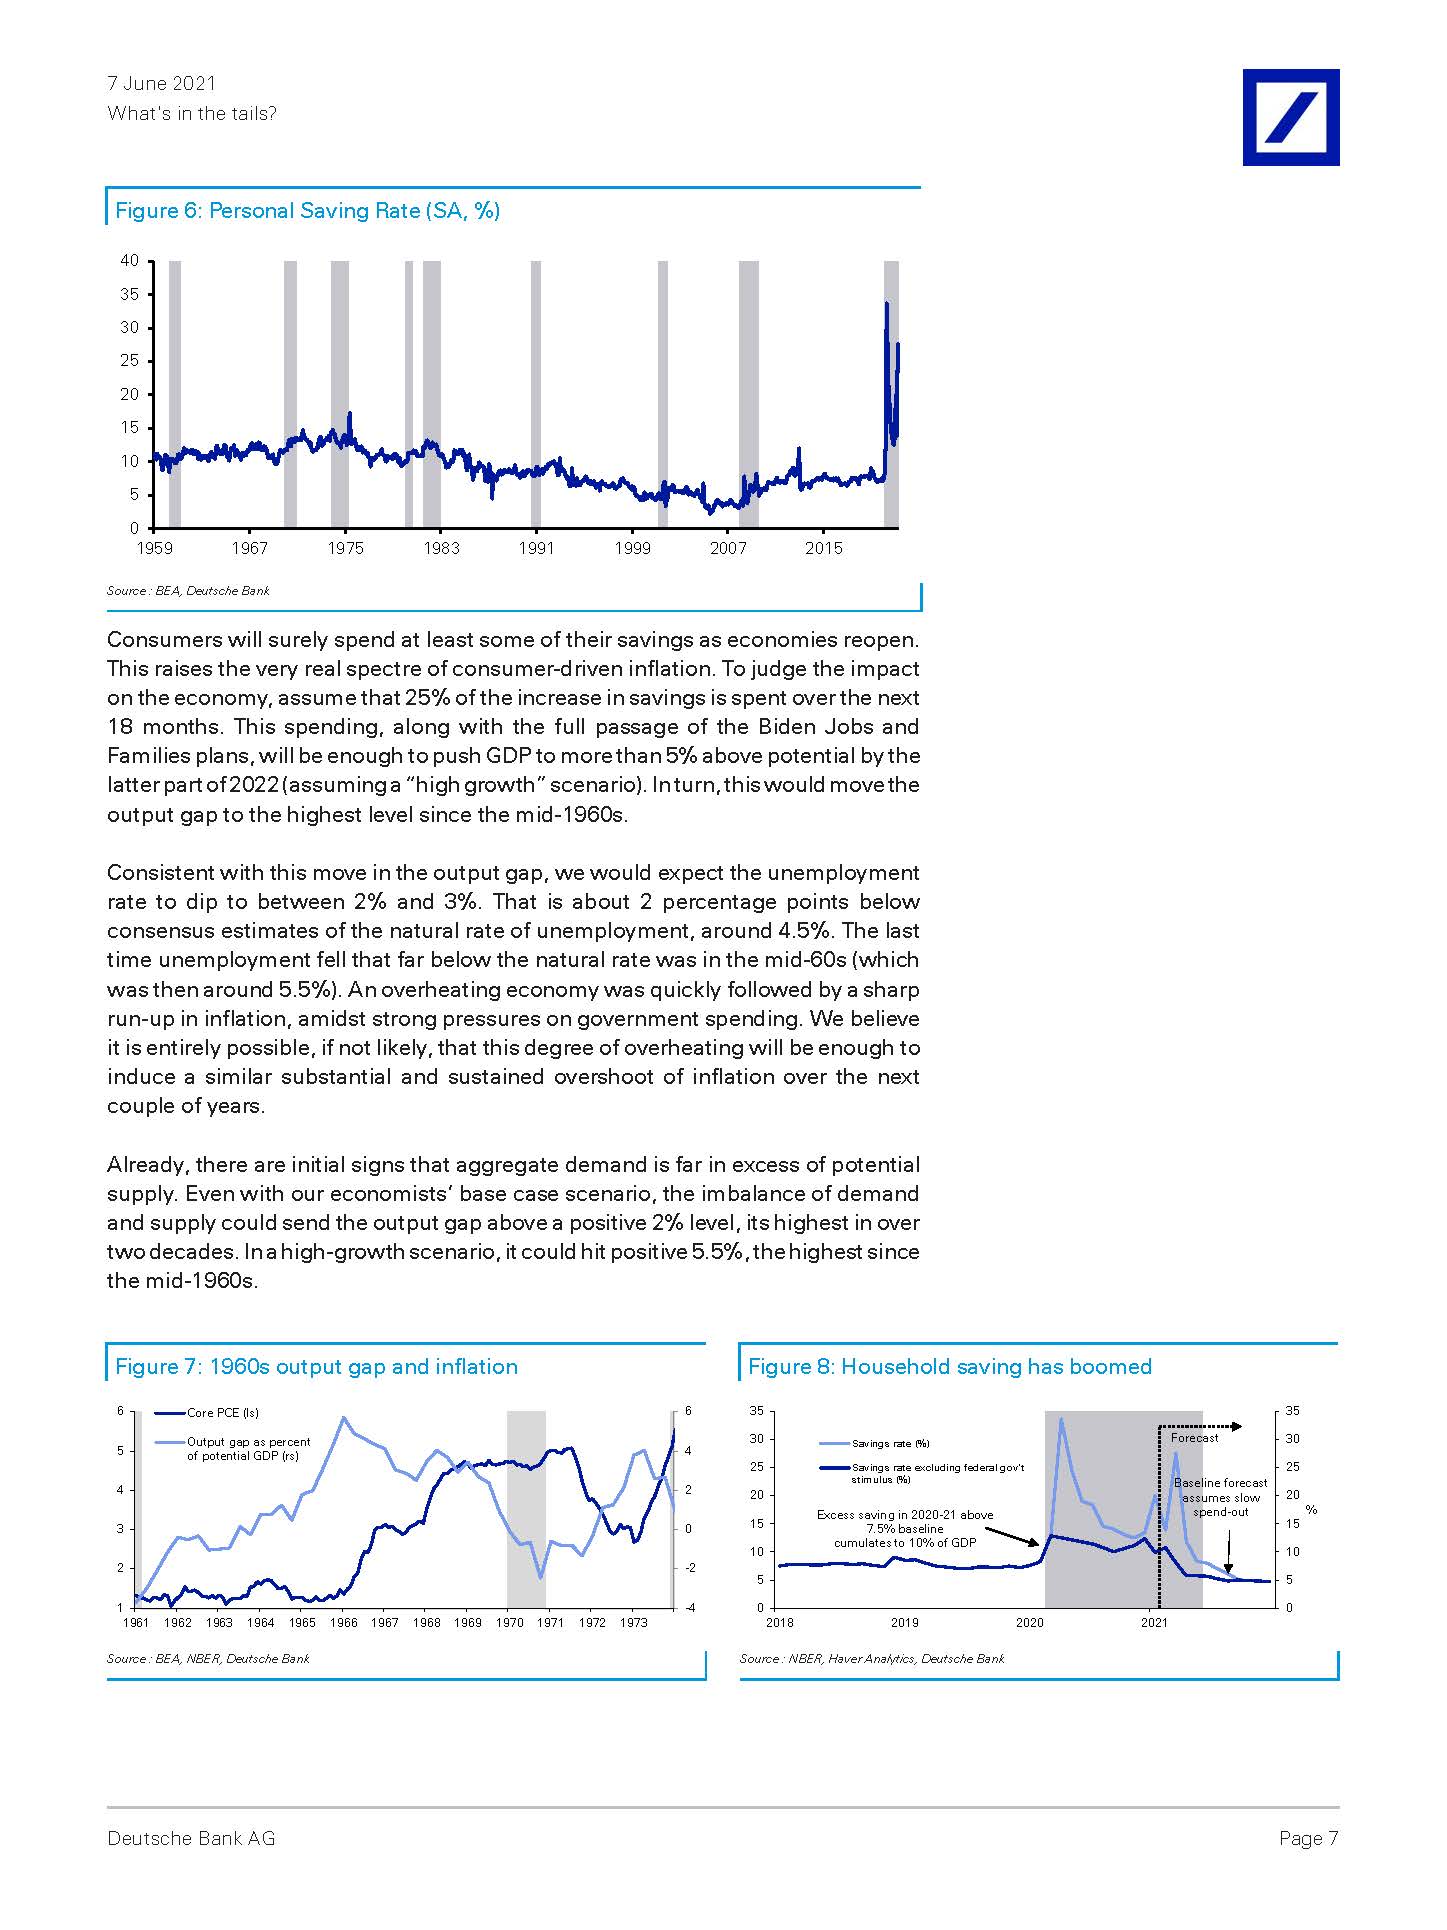 7 June 2021
What's in the tails?
Figure 6: Personal Saving Rate (SA, %)
40
35
30
25
20
15
10
5
0
1959 1967 1975 1983 1991 1999 2007 2015
Source : BEA, Deutsche Bank
Consumers will surely spend at least some of their savings as economies reopen.
This raises the very real spectre of consumer-driven inflation. To judge the impact
on the economy, assume that 25% of the increase in savings is spent over the next
18 months. This spending, along with the full passage of the Biden Jobs and
Families plans, will be enough to push GDP to more than 5% above potential by the
latter part of 2022 (assuming a “high growth” scenario). In turn, this would move the
output gap to the highest level since the mid-1960s.
Consistent with this move in the output gap, we would expect the unemployment
rate to dip to between 2% and 3%. That is about 2 percentage points below
consensus estimates of the natural rate of unemployment, around 4.5%. The last
time unemployment fell that far below the natural rate was in the mid-60s (which
was then around 5.5%). An overheating economy was quickly followed by a sharp
run-up in inflation, amidst strong pressures on government spending. We believe
it is entirely possible, if not likely, that this degree of overheating will be enough to
induce a similar substantial and sustained overshoot of inflation over the next
couple of years.
Already, there are initial signs that aggregate demand is far in excess of potential
supply. Even with our economists’ base case scenario, the imbalance of demand
and supply could send the output gap above a positive 2% level, its highest in over
two decades. In a high-growth scenario, it could hit positive 5.5%, the highest since
the mid-1960s.
Figure 7: 1960s output gap and inflation
6
5
4
3
2
1
Core PCE (ls)
Output gap as percent
of potential GDP (rs)
6
4
2
0
-2
-4
1961 1962 1963 1964 1965 1966 1967 1968 1969 1970 1971 1972 1973
Source : BEA, NBER, Deutsche Bank
Figure 8: Household saving has boomed
35
30
25
20
15
10
5
0
Savings rate (%)
Savings rate excluding federal gov't
stimulus (%)
Excess saving in 2020-21 above
7.5% baseline
cumulates to 10% of GDP
Forecast
Baseline forecast
assumes slow
spend-out
35
30
25
20
15
10
5
0
%
2018 2019 2020 2021
Source : NBER, Haver Analytics, Deutsche Bank
Deutsche Bank AG
Page 7